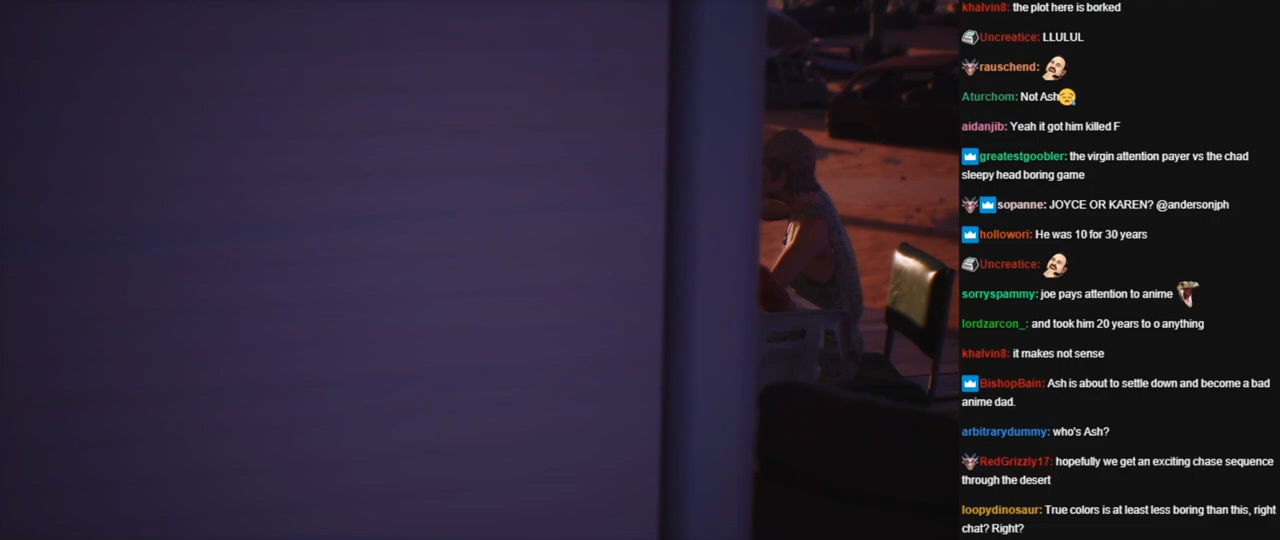 khalvin8: the plot here is borked
Uncreatice: LLULUL
rauschend:
Aturchom: Not Ash
aidanjib: Yeah it got him killed F
greatestgoobler: the virgin attention payer vs the chad
sleepy head boring game
sopanne: JOYCE OR KAREN? @andersonjph
hollowori: He was 10 for 30 years
Uncreatice:
sorryspammy: joe pays attention to anime
lordzarcon_: and took him 20 years to o anything
khalvin8: it makes not sense
BishopBain: Ash is about to settle down and become a bad
anime dad.
arbitrarydummy: who's Ash?
RedGrizzly17: hopefully we get an exciting chase sequence
through the desert
loopydinosaur: True colors is at least less boring than this, right
chat? Right?